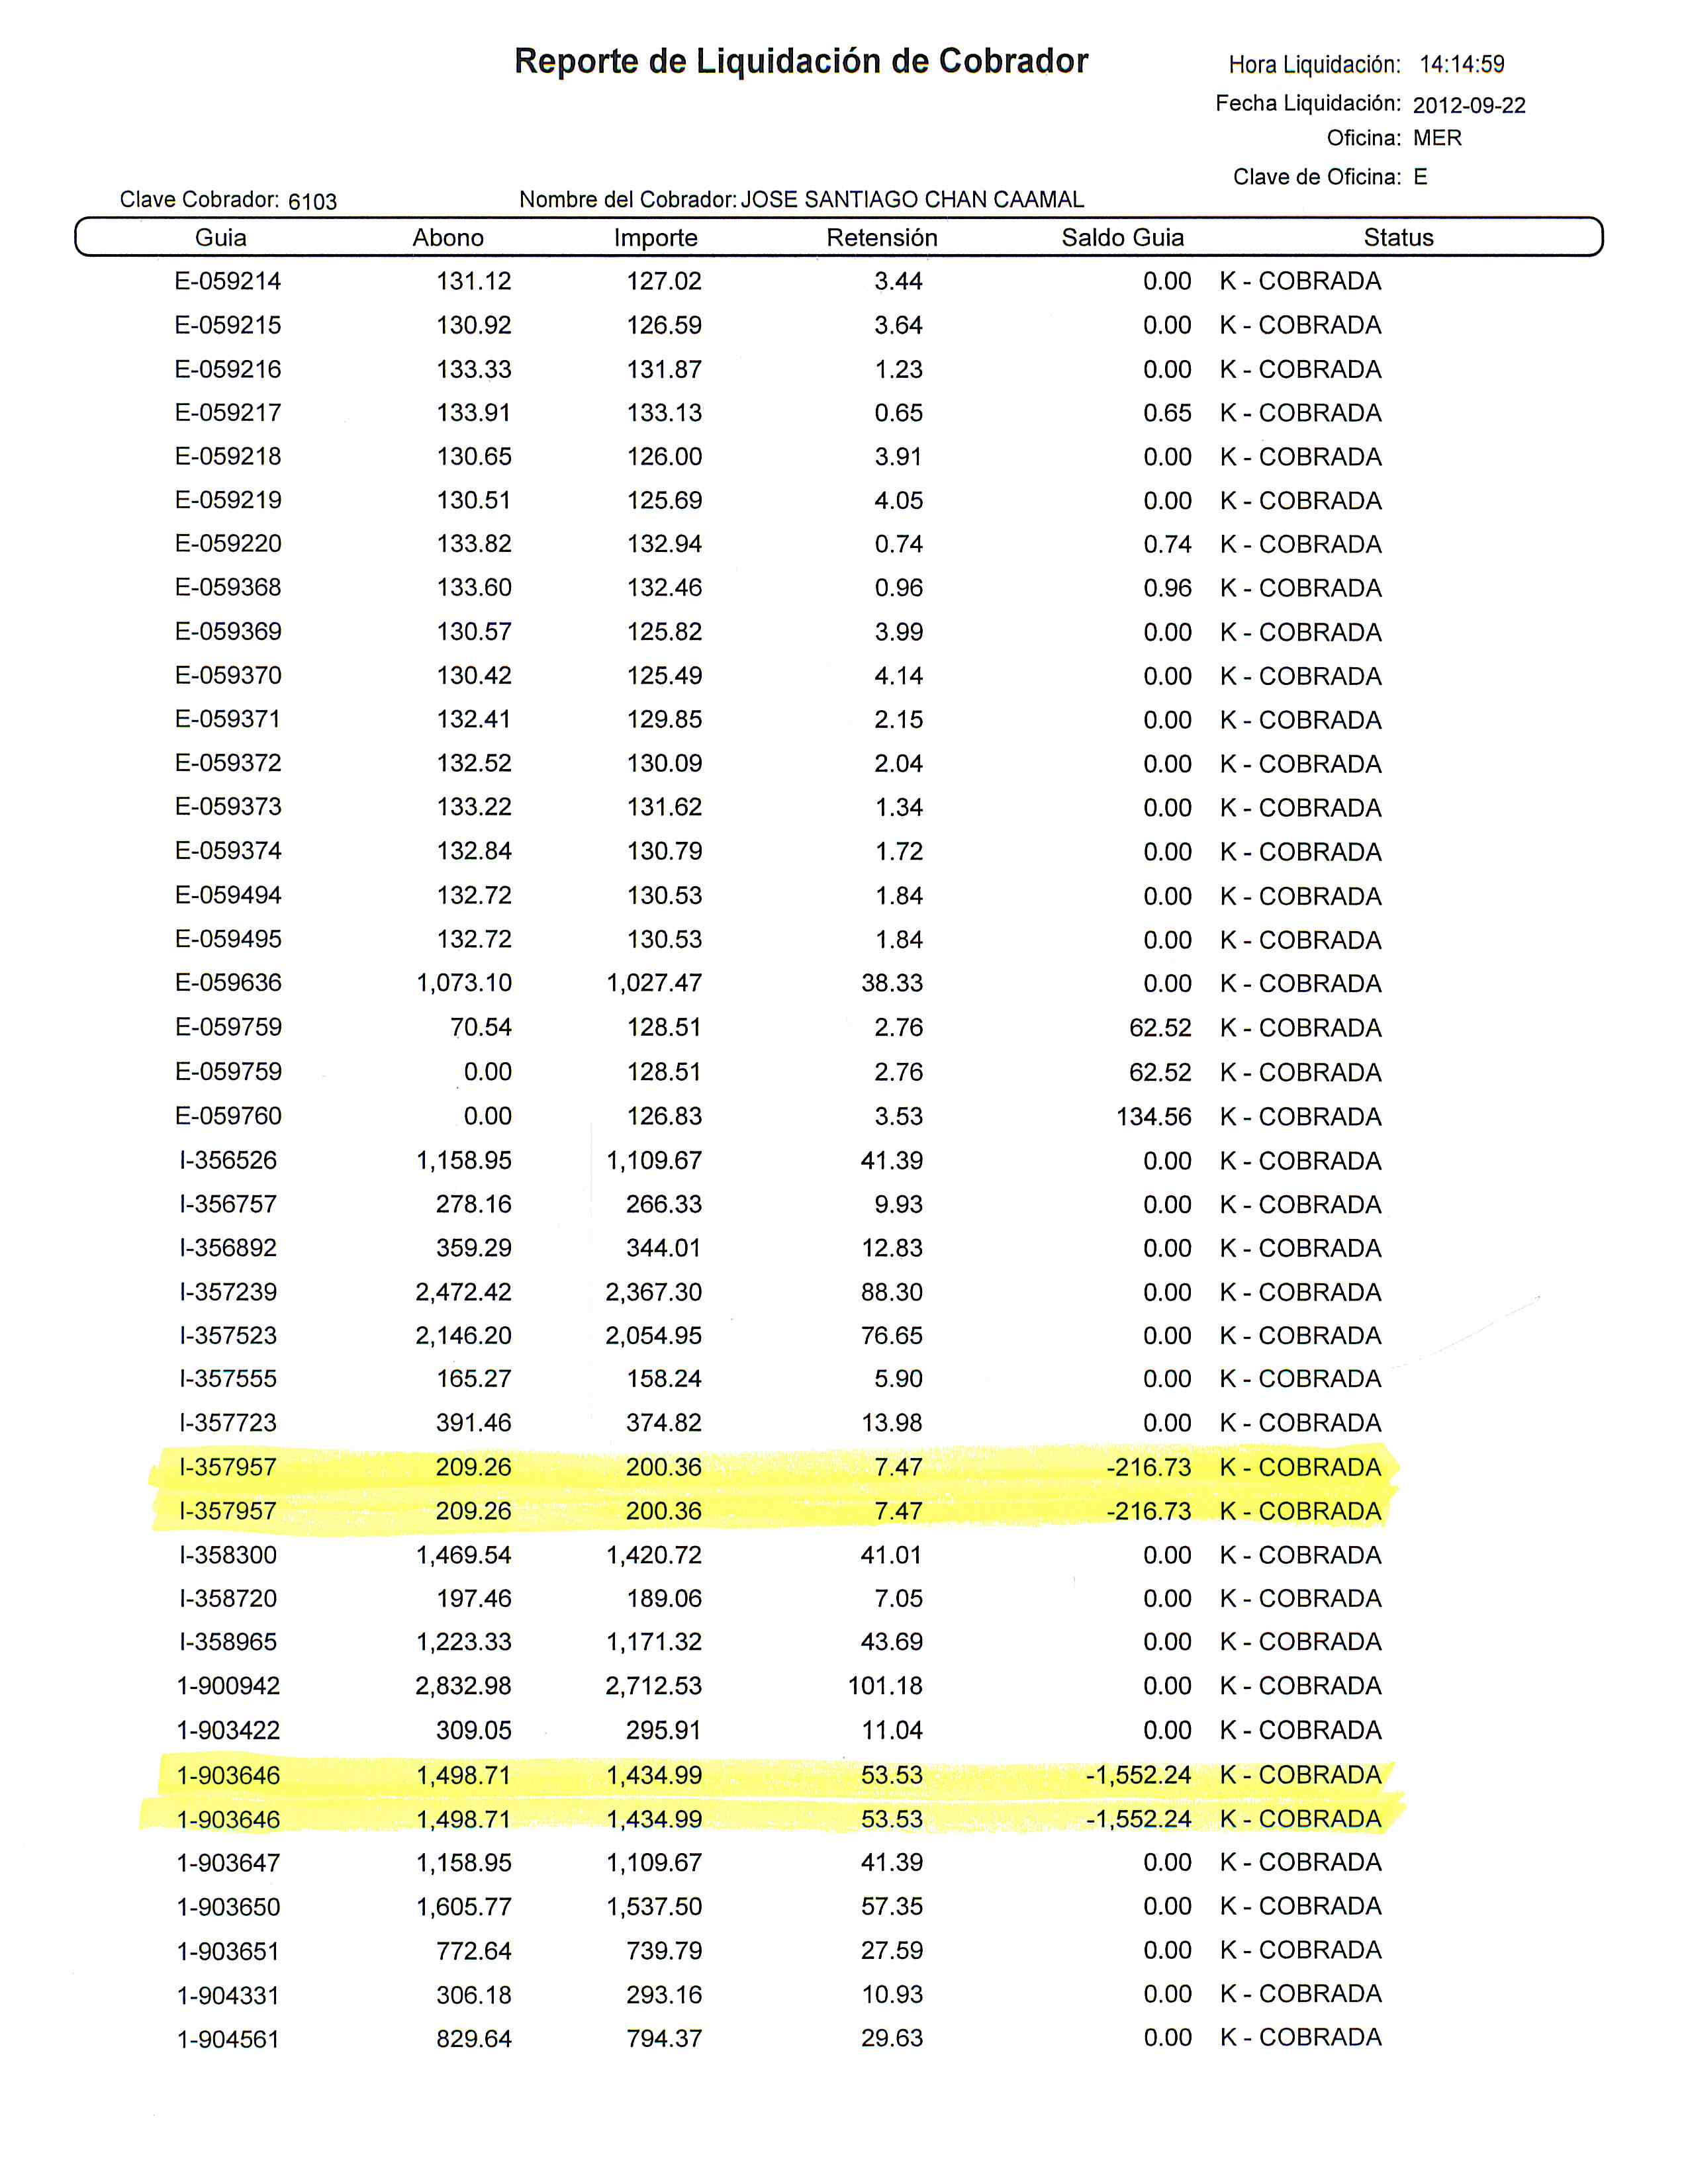 Reporte de Liquidación de Cobrador
Hora Liquidación: 14:14:59
Fecha Liquidación: 2012-09-22
Oficina: MER
Clave de Oficina: E
Clave Cobrador: 6103 Nombre del Cobrador: JOSE SANTIAGO CHAN CAAMAL
Guia Abono Importe Retensión Saldo Guia Status
E-059214 131.12 127.02 3.44 0.00 K - COBRADA
E-059215 130.92 126.59 3.64 0.00 K - COBRADA
E-059216 133.33 131.87 1.23 0.00 K - COBRADA
E-059217 133.91 133.13 0.65 0.65 K - COBRADA
E-059218 130.65 126.00 3.91 0.00 K - COBRADA
E-059219 130.51 125.69 4.05 0.00 K - COBRADA
E-059220 133.82 132.94 0.74 0.74 K - COBRADA
E-059368 133.60 132.46 0.96 0.96 K - COBRADA
E-059369 130.57 125.82 3.99 0.00 K - COBRADA
E-059370 130.42 125.49 4.14 0.00 K - COBRADA
E-059371 132.41 129.85 2.15 0.00 K - COBRADA
E-059372 132.52 130.09 2.04 0.00 K - COBRADA
E-059373 133.22 131.62 1.34 0.00 K - COBRADA
E-059374 132.84 130.79 1.72 0.00 K - COBRADA
E-059494 132.72 130.53 1.84 0.00 K - COBRADA
E-059495 132.72 130.53 1.84 0.00 K - COBRADA
E-059636 1,073.10 1,027.47 38.33 0.00 K - COBRADA
E-059759 70.54 128.51 2.76 62.52 K - COBRADA
E-059759 0.00 128.51 2.76 62.52 K - COBRADA
E-059760 0.00 126.83 3.53 134.56 K - COBRADA
I-356526 1,158.95 1,109.67 41.39 0.00 K - COBRADA
I-356757 278.16 266.33 9.93 0.00 K - COBRADA
I-356892 359.29 344.01 12.83 0.00 K - COBRADA
I-357239 2,472.42 2,367.30 88.30 0.00 K - COBRADA
I-357523 2,146.20 2,054.95 76.65 0.00 K - COBRADA
I-357555 165.27 158.24 5.90 0.00 K - COBRADA
I-357723 391.46 374.82 13.98 0.00 K - COBRADA
I-357957 209.26 200.36 7.47 -216.73 K - COBRADA
I-357957 209.26 200.36 7.47 -216.73 K - COBRADA
I-358300 1,469.54 1,420.72 41.01 0.00 K - COBRADA
I-358720 197.46 189.06 7.05 0.00 K - COBRADA
I-358965 1,223.33 1,171.32 43.69 0.00 K - COBRADA
1-900942 2,832.98 2,712.53 101.18 0.00 K - COBRADA
1-903422 309.05 295.91 11.04 0.00 K - COBRADA
1-903646 1,498.71 1,434.99 53.53 -1,552.24 K - COBRADA
1-903646 1,498.71 1,434.99 53.53 -1,552.24 K - COBRADA
1-903647 1,158.95 1,109.67 41.39 0.00 K - COBRADA
1-903650 1,605.77 1,537.50 57.35 0.00 K - COBRADA
1-903651 772.64 739.79 27.59 0.00 K - COBRADA
1-904331 306.18 293.16 10.93 0.00 K - COBRADA
1-904561 829.64 794.37 29.63 0.00 K - COBRADA